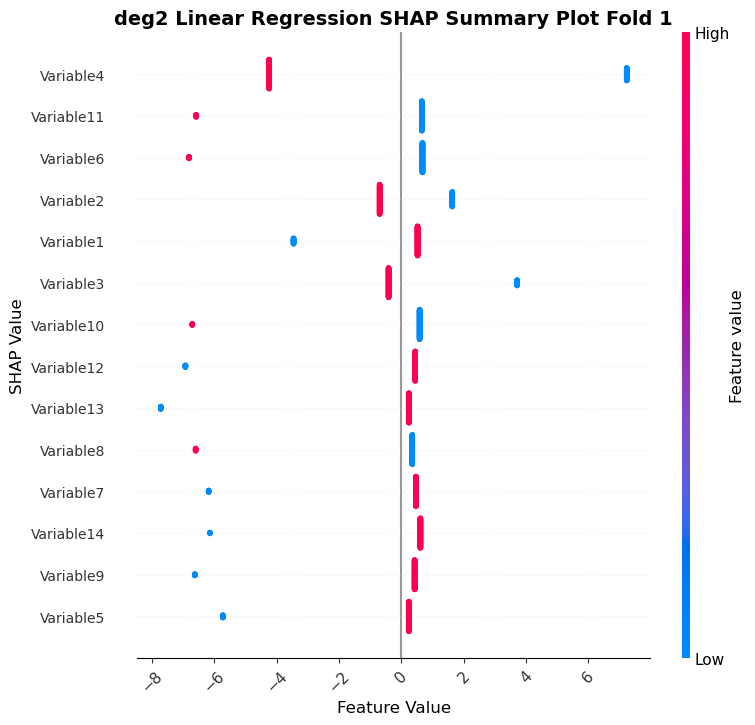 deg2 Linear Regression SHAP Summary Plot Fold 1
High
Variable4
Variable11
Variable6
Variable2
Variable1
Variable3
Variable10
Variable12
Variable13
Variable8
Variable7
Variable14
Variable9
Variable5
SHAP Value
Feature value
Low
−8 −6 −4 −2 0 2 4 6
Feature Value